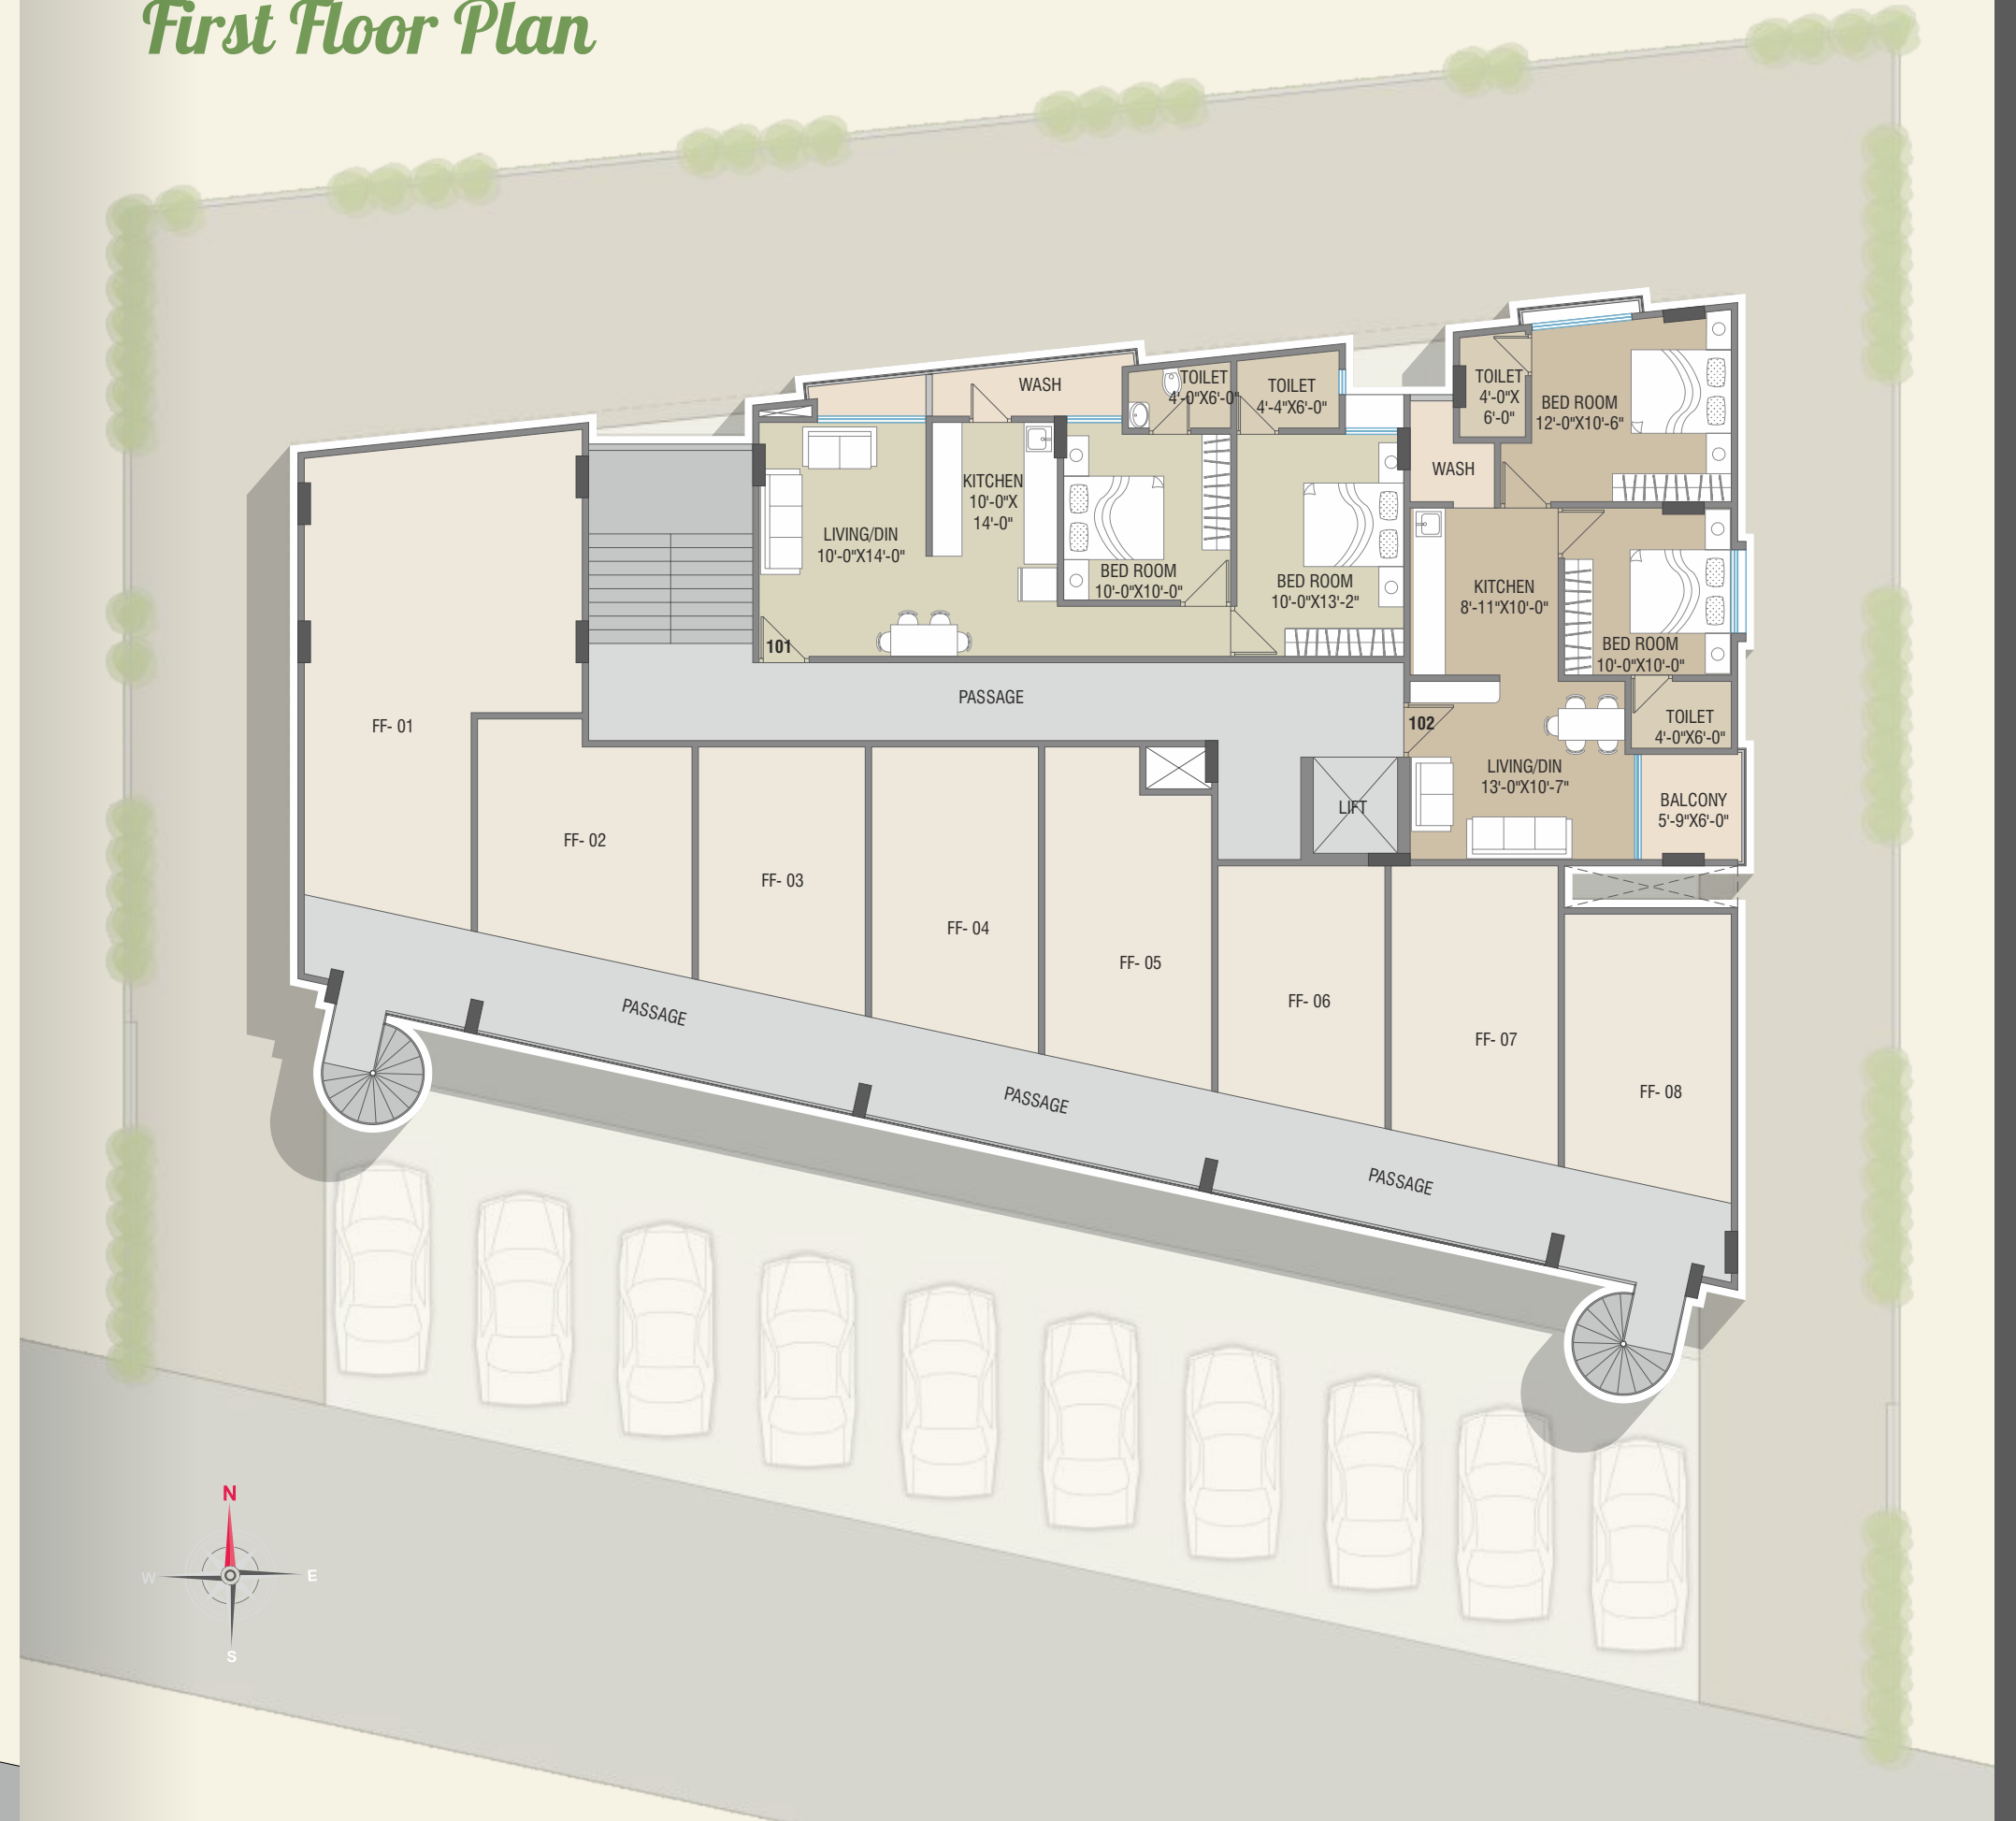 First Floor Plan
WASH
TOILET
4'-0"X6'-0"
TOILET
4'-4"X6'-0"
TOILET
4'-0"X
6'-0"
BED ROOM
12'-0"X10'-6"
WASH
KITCHEN
10'-0"X
14'-0"
LIVING/DIN
10'-0"X14'-0"
BED ROOM
10'-0"X10'-0"
BED ROOM
10'-0"X13'-2"
KITCHEN
8'-11"X10'-0"
BED ROOM
10'-0"X10'-0"
101
PASSAGE
102
TOILET
4'-0"X6'-0"
FF- 01
LIVING/DIN
13'-0"X10'-7"
BALCONY
5'-9"X6'-0"
LIFT
FF- 02
FF- 03
FF- 04
FF- 05
FF- 06
FF- 07
FF- 08
PASSAGE
PASSAGE
PASSAGE
N
W
E
S